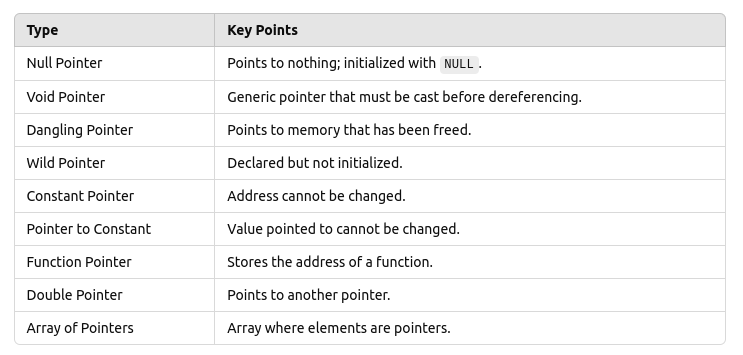 Type Key Points
Null Pointer Points to nothing; initialized with NULL.
Void Pointer Generic pointer that must be cast before dereferencing.
Dangling Pointer Points to memory that has been freed.
Wild Pointer Declared but not initialized.
Constant Pointer Address cannot be changed.
Pointer to Constant Value pointed to cannot be changed.
Function Pointer Stores the address of a function.
Double Pointer Points to another pointer.
Array of Pointers Array where elements are pointers.